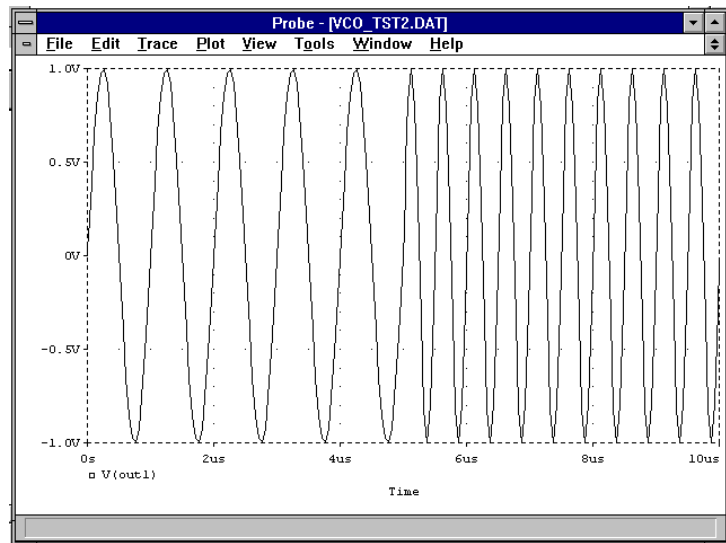 Probe - [VCO_TST2.DAT]
File Edit Trace Plot View Tools Window Help
1.0V
0.5V
0V
-0.5V
-1.0V
0s 2us 4us 6us 8us 10us
V(out1)
Time